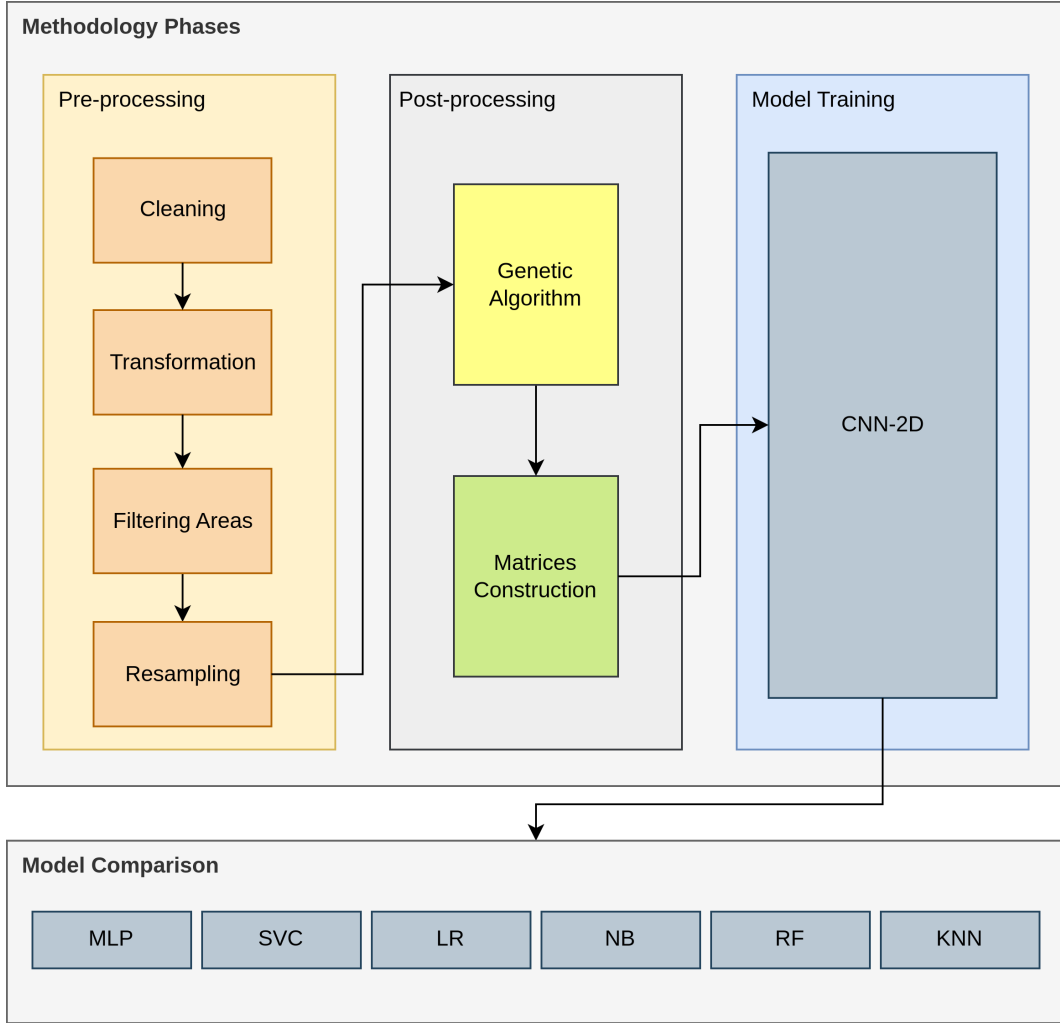 Methodology Phases
Pre-processing
Cleaning
Transformation
Filtering Areas
Resampling
Post-processing
Genetic
Algorithm
Matrices
Construction
Model Training
CNN-2D
Model Comparison
MLP
SVC
LR
NB
RF
KNN